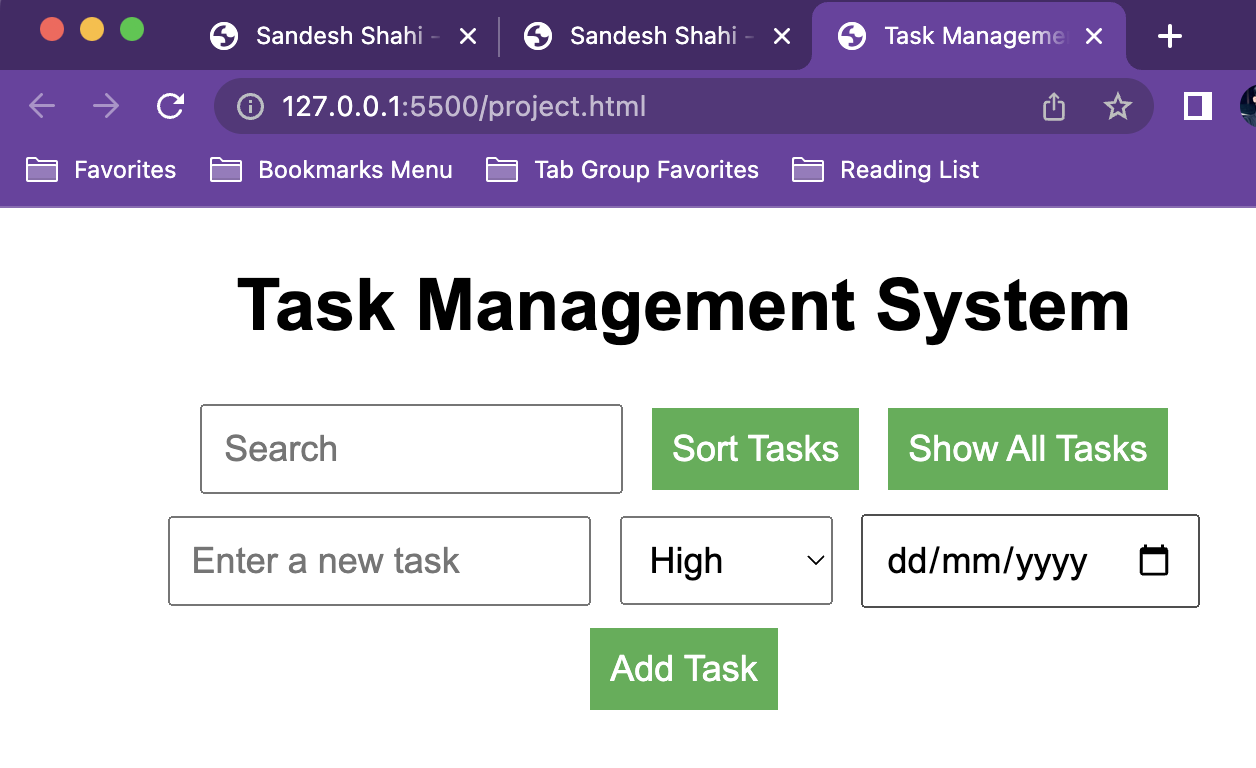 Sandesh Shahi - Sandesh Shahi - Task Manageme
127.0.0.1:5500/project.html
Favorites Bookmarks Menu Tab Group Favorites Reading List
Task Management System
Search Sort Tasks Show All Tasks
Enter a new task High dd/mm/yyyy
Add Task